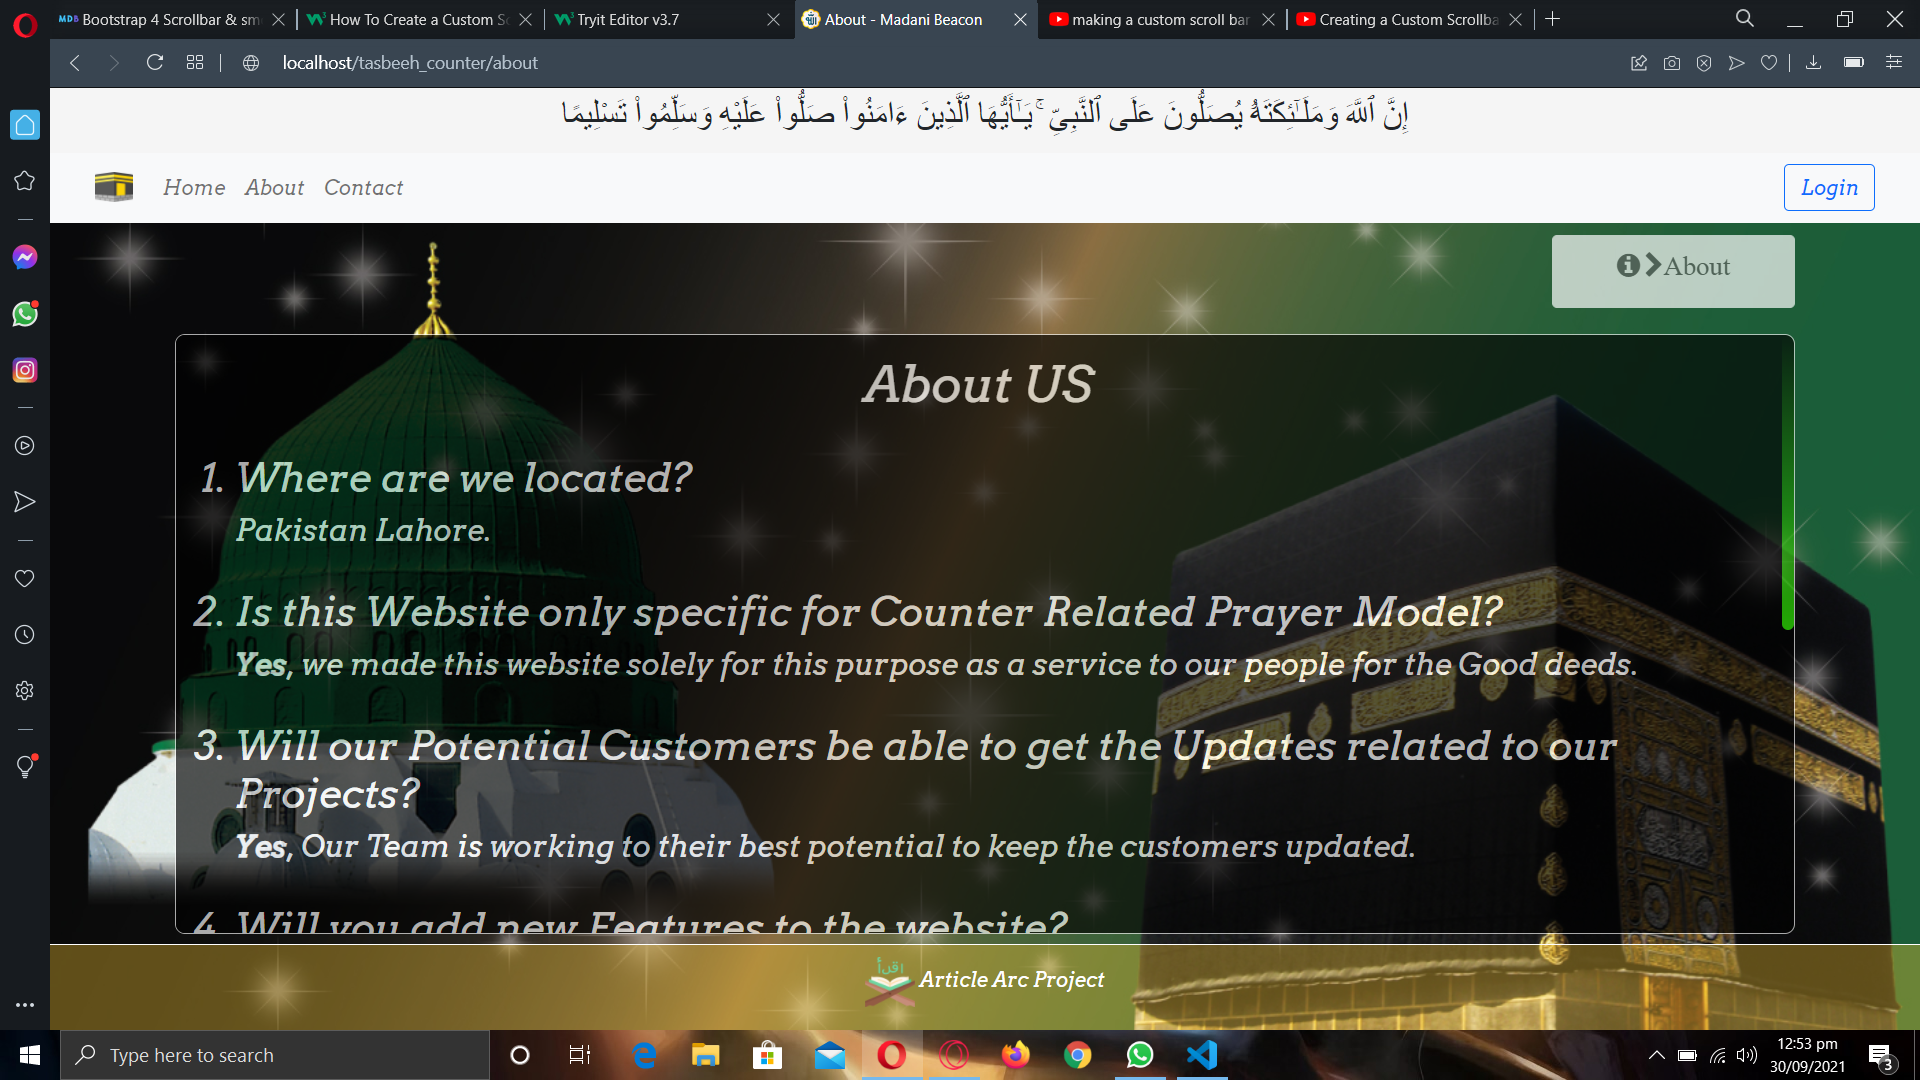 Bootstrap 4 Scrollbar & sm
How To Create a Custom Sc
Tryit Editor v3.7
About - Madani Beacon
making a custom scroll bar
Creating a Custom Scrollba
localhost/tasbeeh_counter/about
إِنَّ ٱللَّهَ وَمَلَـٰٓئِكَتَهُۥ يُصَلُّونَ عَلَى ٱلنَّبِىِّ ۚ يَـٰٓأَيُّهَا ٱلَّذِينَ ءَامَنُوا۟ صَلُّوا۟ عَلَيْهِ وَسَلِّمُوا۟ تَسْلِيمًا
Home About Contact
Login
About
About US
1. Where are we located?
Pakistan Lahore.
2. Is this Website only specific for Counter Related Prayer Model?
Yes, we made this website solely for this purpose as a service to our people for the Good deeds.
3. Will our Potential Customers be able to get the Updates related to our
Projects?
Yes, Our Team is working to their best potential to keep the customers updated.
4. Will you add new Features to the website?
اقرأ
Article Arc Project
Type here to search
12:53 pm
30/09/2021
3